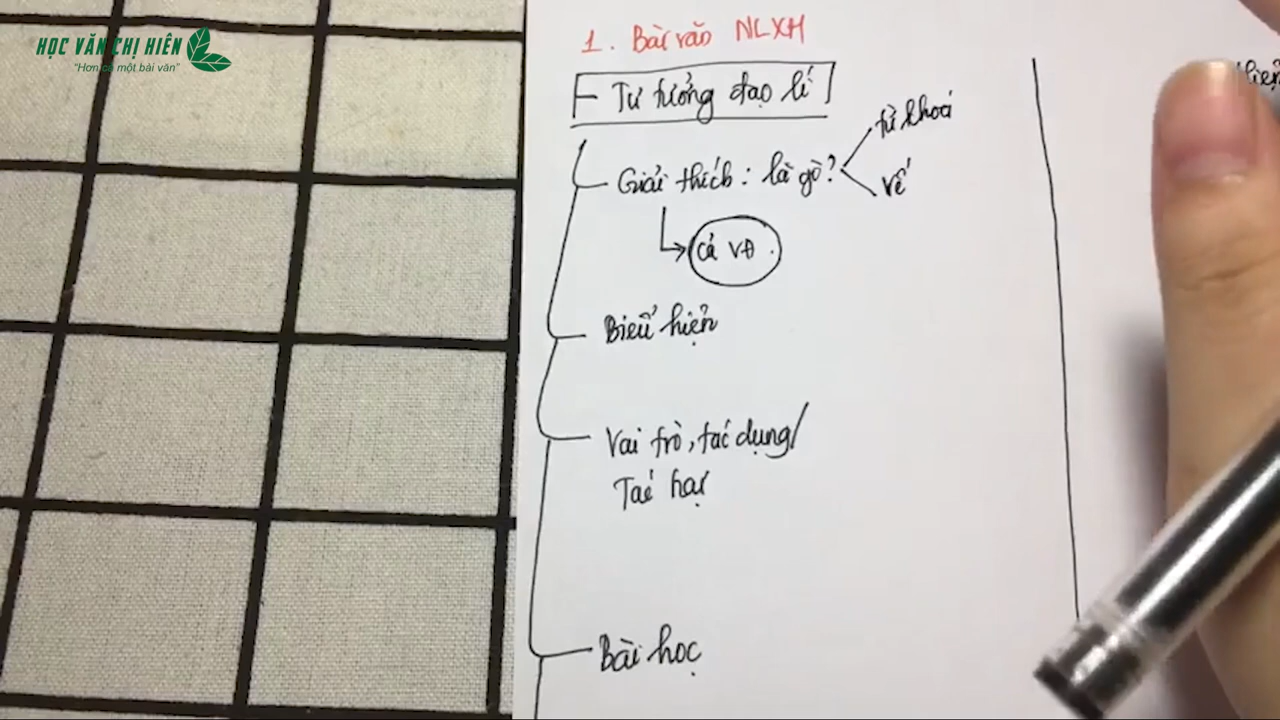 HỌC VĂN CHỊ HIÊN
"Hơn cả một bài văn"
1. Bài văn NLXH
Tư tưởng đạo lí
Giải thích: là gì?
từ khoá
vế
cả VĐ
Biểu hiện
Vai trò, tác dụng/
Tác hại
Bài học